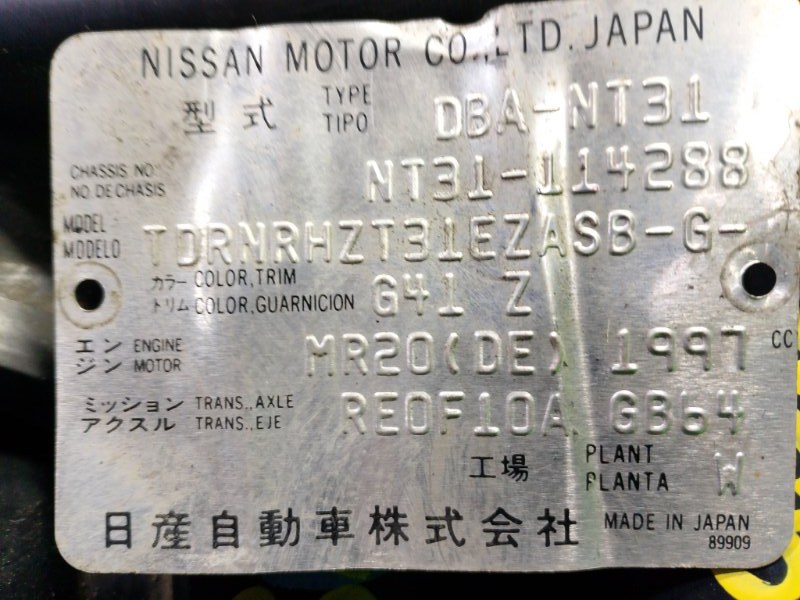 NISSAN MOTOR CO.,LTD. JAPAN
型式 TYPE TIPO DBA-NT31
CHASSIS NO
NO DE CHASIS NT31-114288
MODEL
MODELO TDRNRHZT31EZASB-G-
カラー COLOR,TRIM
トリム COLOR,GUARNICION G41 Z
エン ENGINE
ジン MOTOR MR20(DE) 1997 CC
ミッション TRANS.,AXLE
アクスル TRANS.,EJE RE0F10A GB64
工場 PLANT PLANTA W
日産自動車株式会社 MADE IN JAPAN
89909